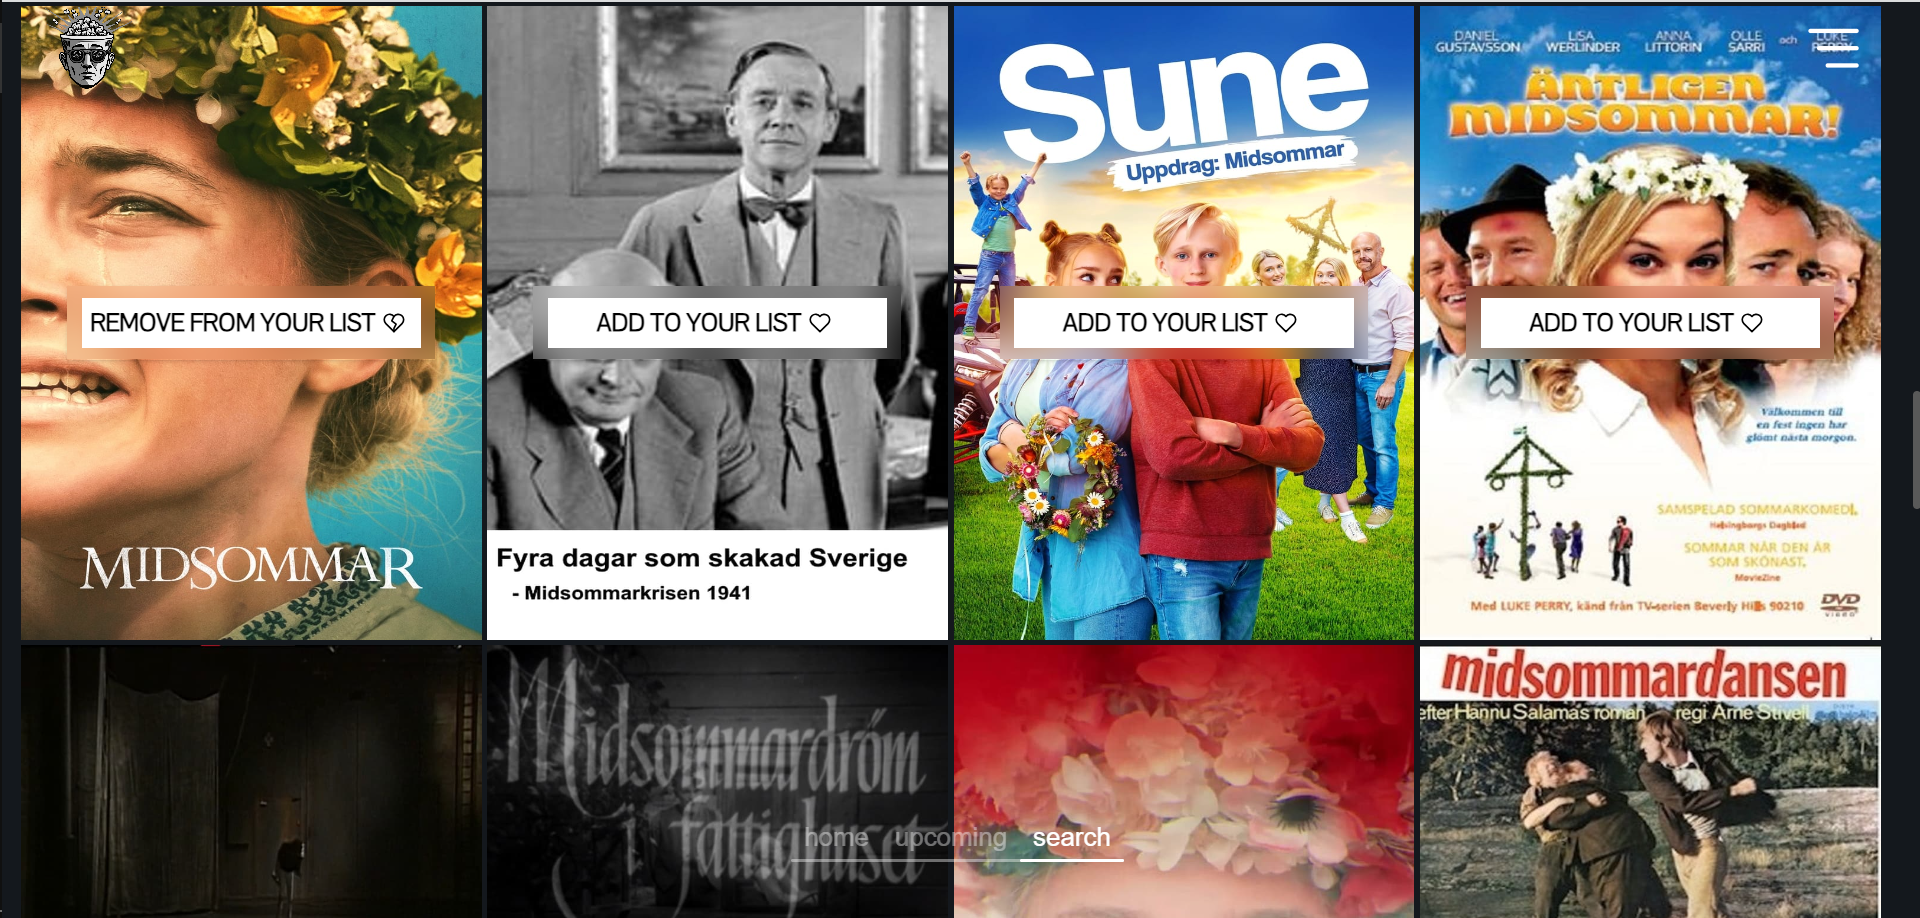 MIDSOMMAR
REMOVE FROM YOUR LIST
Fyra dagar som skakad Sverige
- Midsommarkrisen 1941
ADD TO YOUR LIST
Sune
Uppdrag: Midsommar
ADD TO YOUR LIST
DANIEL GUSTAVSSON LISA WERLINDER ANNA LITTORIN OLLE SARRI och LUKE PERRY
ÄNTLIGEN
MIDSOMMAR!
ADD TO YOUR LIST
Välkommen till
en fest ingen har
glömt nästa morgon.
SAMSPELAD SOMMARKOMEDI.
Helsingborgs Dagblad
SOMMAR NÄR DEN ÄR
SOM SKÖNAST.
MovieZine
Med LUKE PERRY, känd från TV-serien Beverly Hills 90210
DVD
VIDEO
Midsommardröm
i fattighuset
midsommardansen
efter Hannu Salamas roman regi Arne Stivell
home upcoming search